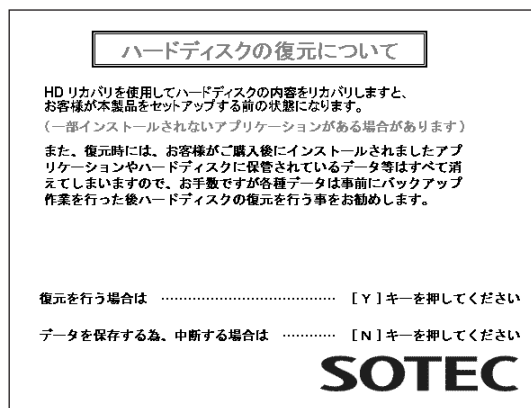 ハードディスクの復元について
HD リカバリを使用してハードディスクの内容をリカバリしますと、
お客様が本製品をセットアップする前の状態になります。
(一部インストールされないアプリケーションがある場合があります)
また、復元時には、お客様がご購入後にインストールされましたアプ
リケーションやハードディスクに保管されているデータ等はすべて消
えてしまいますので、お手数ですが各種データは事前にバックアップ
作業を行った後ハードディスクの復元を行う事をお勧めします。
復元を行う場合は ………………………………… [ Y ] キーを押してください
データを保存する為、中断する場合は ………… [ N ] キーを押してください
SOTEC